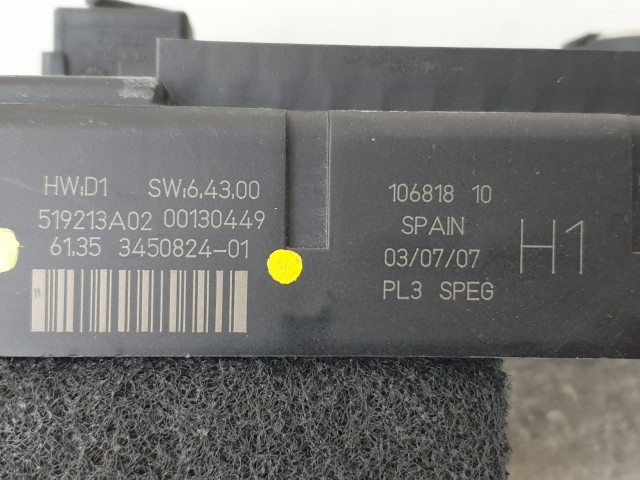 HW:D1 SW:6.43.00
519213A02 00130449
61.35 3450824-01
106818 10
SPAIN
03/07/07
PL3 SPEG
H1